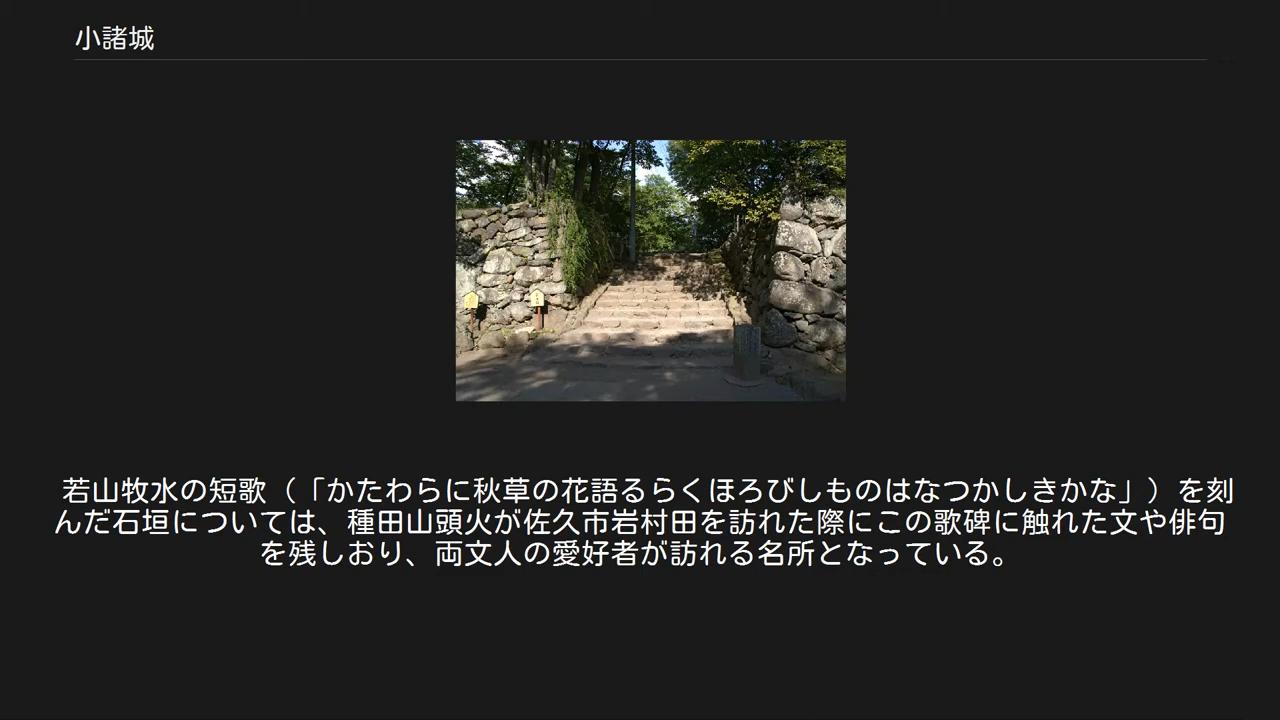 小諸城
若山牧水の短歌（「かたわらに秋草の花語るらくほろびしものはなつかしきかな」）を刻
んだ石垣については、種田山頭火が佐久市岩村田を訪れた際にこの歌碑に触れた文や俳句
を残しおり、両文人の愛好者が訪れる名所となっている。